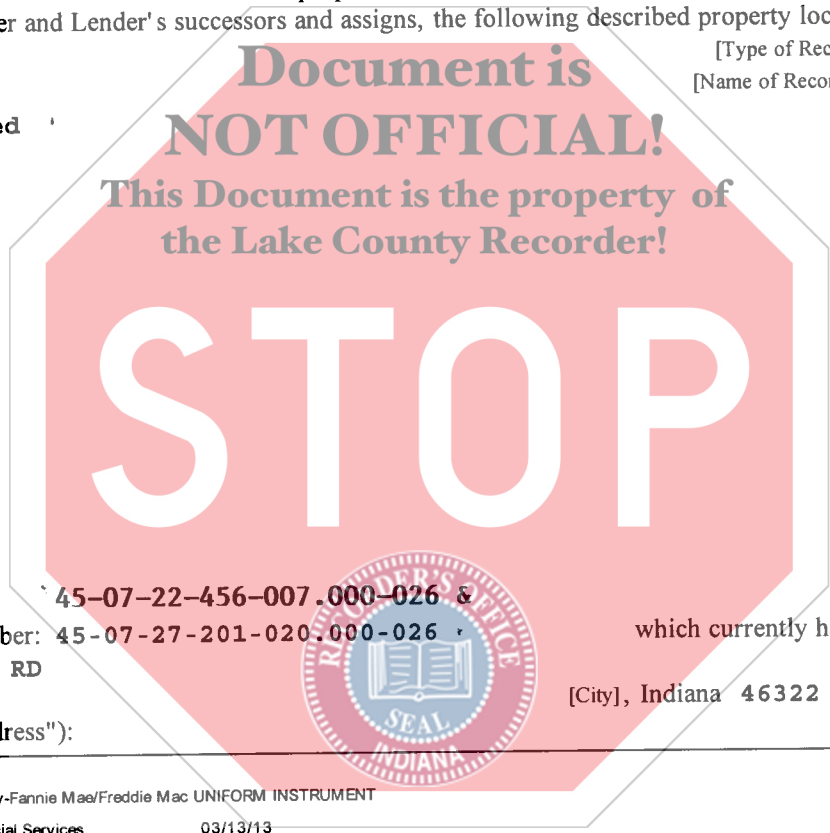 er and Lender's successors and assigns, the following described property loc
[Type of Rec
[Name of Recor
Document is
NOT OFFICIAL!
ed
This Document is the property of
the Lake County Recorder!
STOP
45-07-22-456-007.000-026 &
ber: 45-07-27-201-020.000-026
which currently h
RD
[City], Indiana 46322
dress"):
RECORDER'S OFFICE
SEAL
INDIANA
y-Fannie Mae/Freddie Mac UNIFORM INSTRUMENT
cial Services 03/13/13